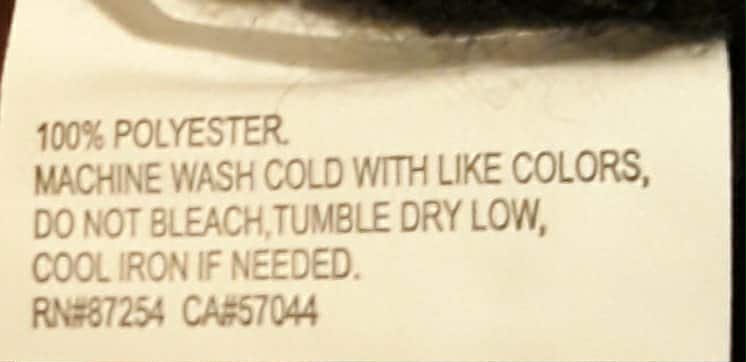 100% POLYESTER.
MACHINE WASH COLD WITH LIKE COLORS,
DO NOT BLEACH,TUMBLE DRY LOW,
COOL IRON IF NEEDED.
RN#87254 CA#57044